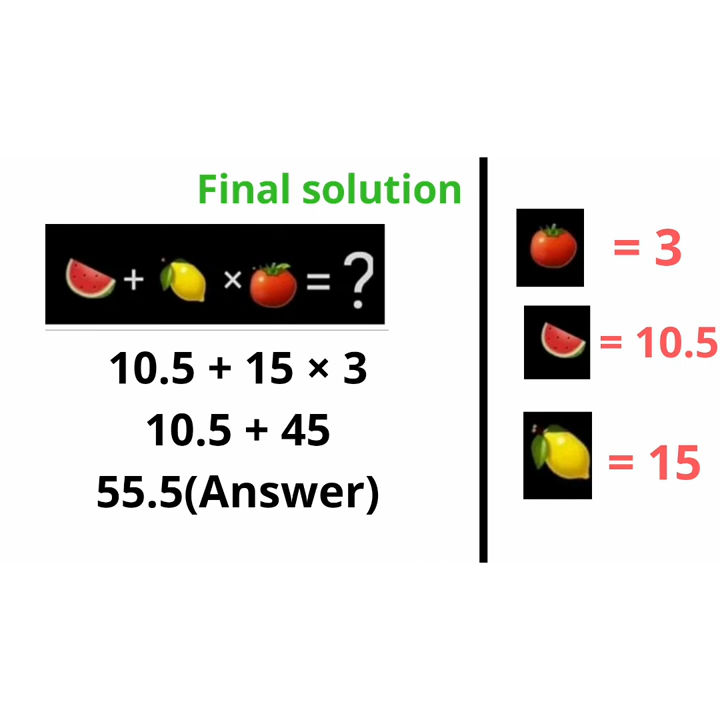 Final solution
+ × = ?
10.5 + 15 × 3
10.5 + 45
55.5(Answer)
= 3
= 10.5
= 15